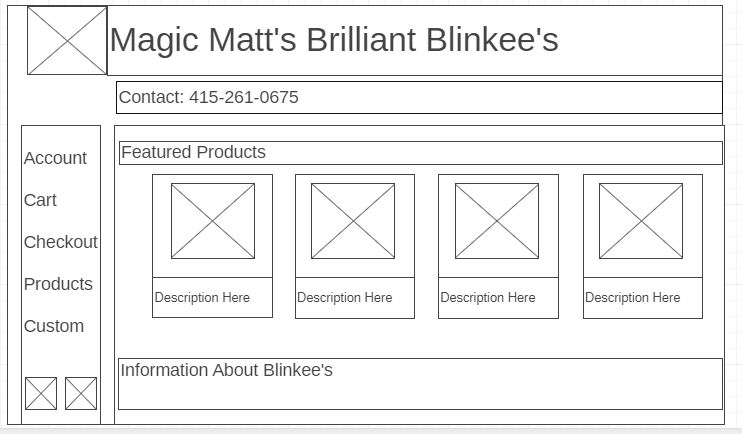 Magic Matt's Brilliant Blinkee's
Contact: 415-261-0675
Account
Cart
Checkout
Products
Custom
Featured Products
Description Here
Description Here
Description Here
Description Here
Information About Blinkee's